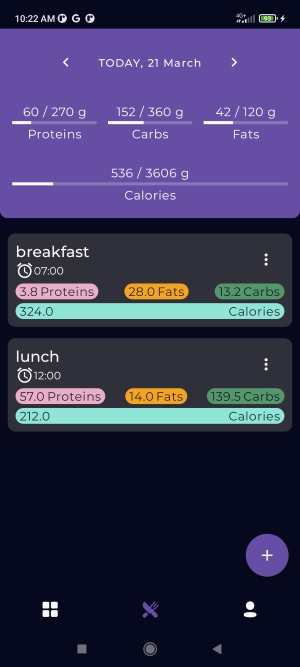 10:22 AM
4G+ 93
TODAY, 21 March
60 / 270 g 152 / 360 g 42 / 120 g
Proteins Carbs Fats
536 / 3606 g
Calories
breakfast
07:00
3.8 Proteins 28.0 Fats 13.2 Carbs
324.0 Calories
lunch
12:00
57.0 Proteins 14.0 Fats 139.5 Carbs
212.0 Calories